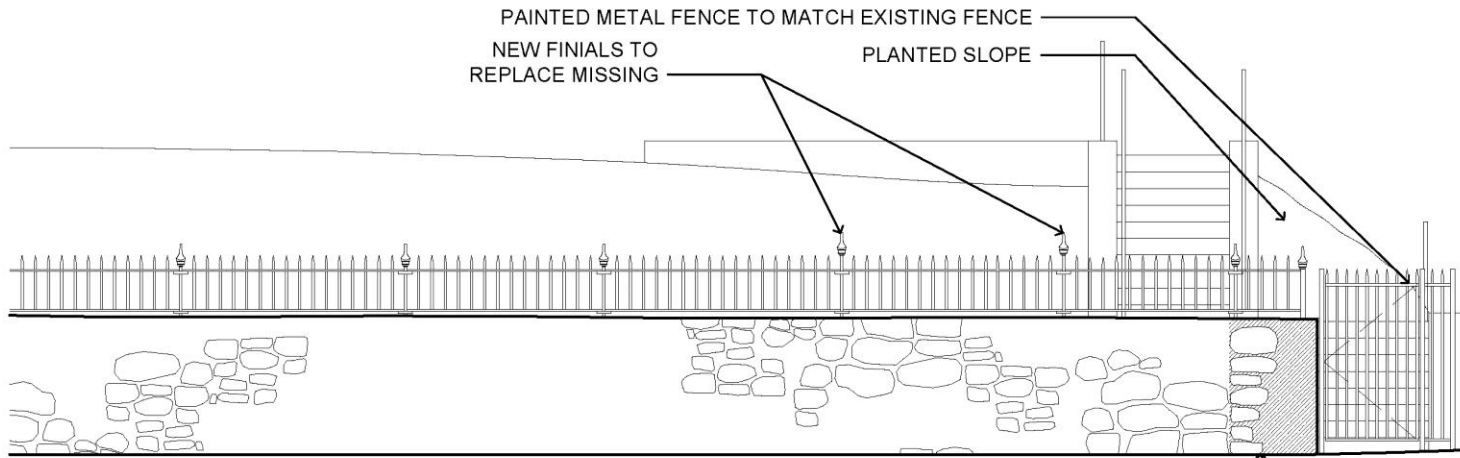 PAINTED METAL FENCE TO MATCH EXISTING FENCE
NEW FINIALS TO
REPLACE MISSING
PLANTED SLOPE